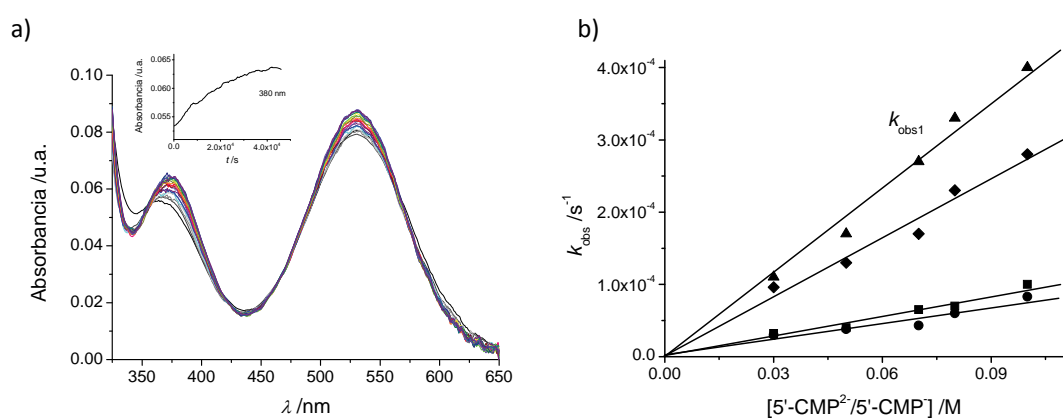 a)
Absorbancia /u.a.
0.10
0.08
0.06
0.04
0.02
0.00
350
450
500
550
600
650
λ /nm
Absorbancia /u.a.
0.065
0.060
0.055
0.0
2.0x10⁴
4.0x10⁴
t /s
380 nm
b)
k_obs /s⁻¹
4.0x10⁻⁴
3.0x10⁻⁴
2.0x10⁻⁴
1.0x10⁻⁴
0.0
0.00
0.03
0.06
0.09
k_obs1
[5'-CMP²⁻/5'-CMP⁻] /M